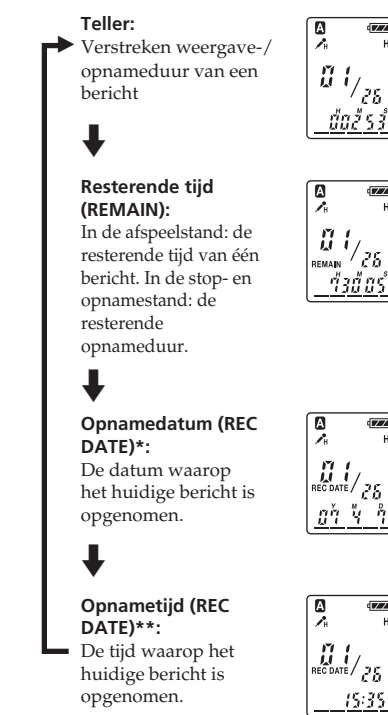 Teller:
Verstreken weergave-/
opnameduur van een
bericht
A
H
H
01/26
H M S
00253
Resterende tijd
(REMAIN):
In de afspeelstand: de
resterende tijd van één
bericht. In de stop- en
opnamestand: de
resterende
opnameduur.
A
H
H
01/26
REMAIN
H M S
Opnamedatum (REC
DATE)*:
De datum waarop
het huidige bericht is
opgenomen.
A
H
H
01/26
REC DATE
Y M D
Opnametijd (REC
DATE)**:
De tijd waarop het
huidige bericht is
opgenomen.
A
H
H
01/26
REC DATE
15:35